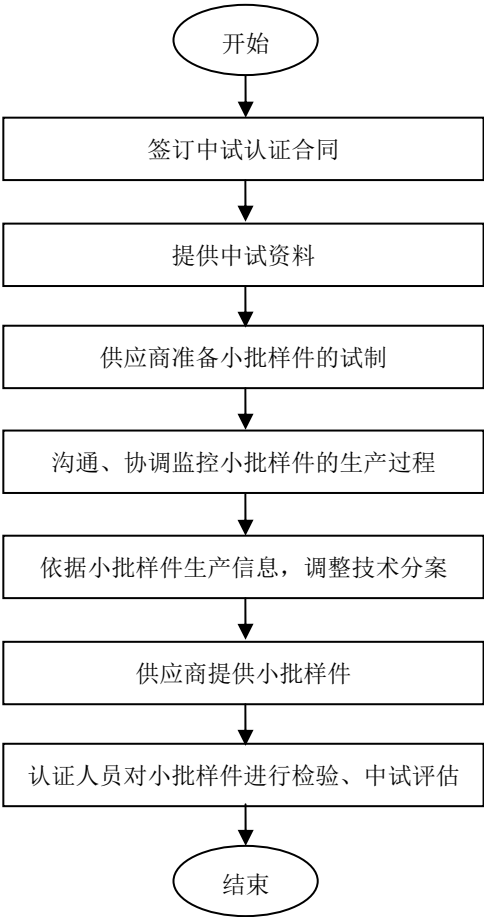 开始
签订中试认证合同
提供中试资料
供应商准备小批样件的试制
沟通、协调监控小批样件的生产过程
依据小批样件生产信息，调整技术分案
供应商提供小批样件
认证人员对小批样件进行检验、中试评估
结束